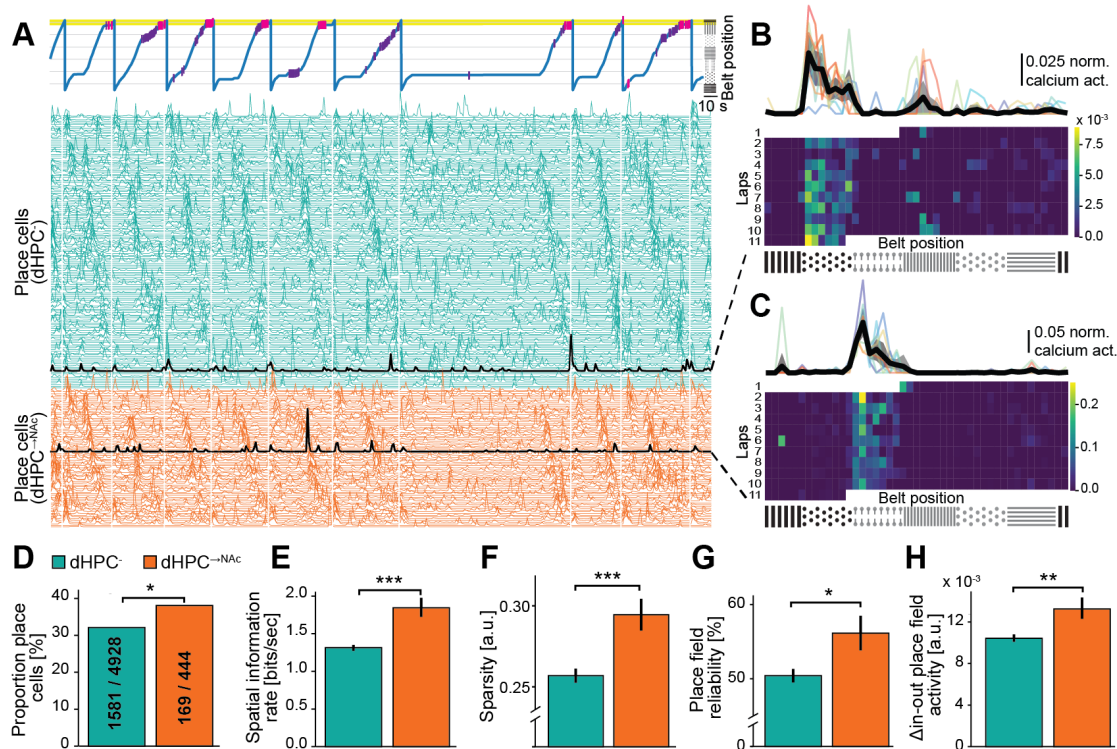 A
Belt position
10 s
Place cells
(dHPC-)
Place cells
(dHPC→NAc)
B
0.025 norm.
calcium act.
x 10-3
7.5
5.0
2.5
0.0
Laps
1
2
3
4
5
6
7
8
9
10
11
Belt position
C
0.05 norm.
calcium act.
0.2
0.1
0.0
Laps
1
2
3
4
5
6
7
8
9
10
11
Belt position
dHPC-
dHPC→NAc
D
*
Proportion place
cells [%]
40
30
20
10
0
1581 / 4928
169 / 444
E
***
Spatial information
rate [bits/sec]
2.0
1.5
1.0
0.5
0.0
F
***
Sparsity [a.u.]
0.30
0.25
G
*
Place field
reliability [%]
60
50
0
H
x 10-3
**
Δin-out place field
activity [a.u.]
12
8
4
0